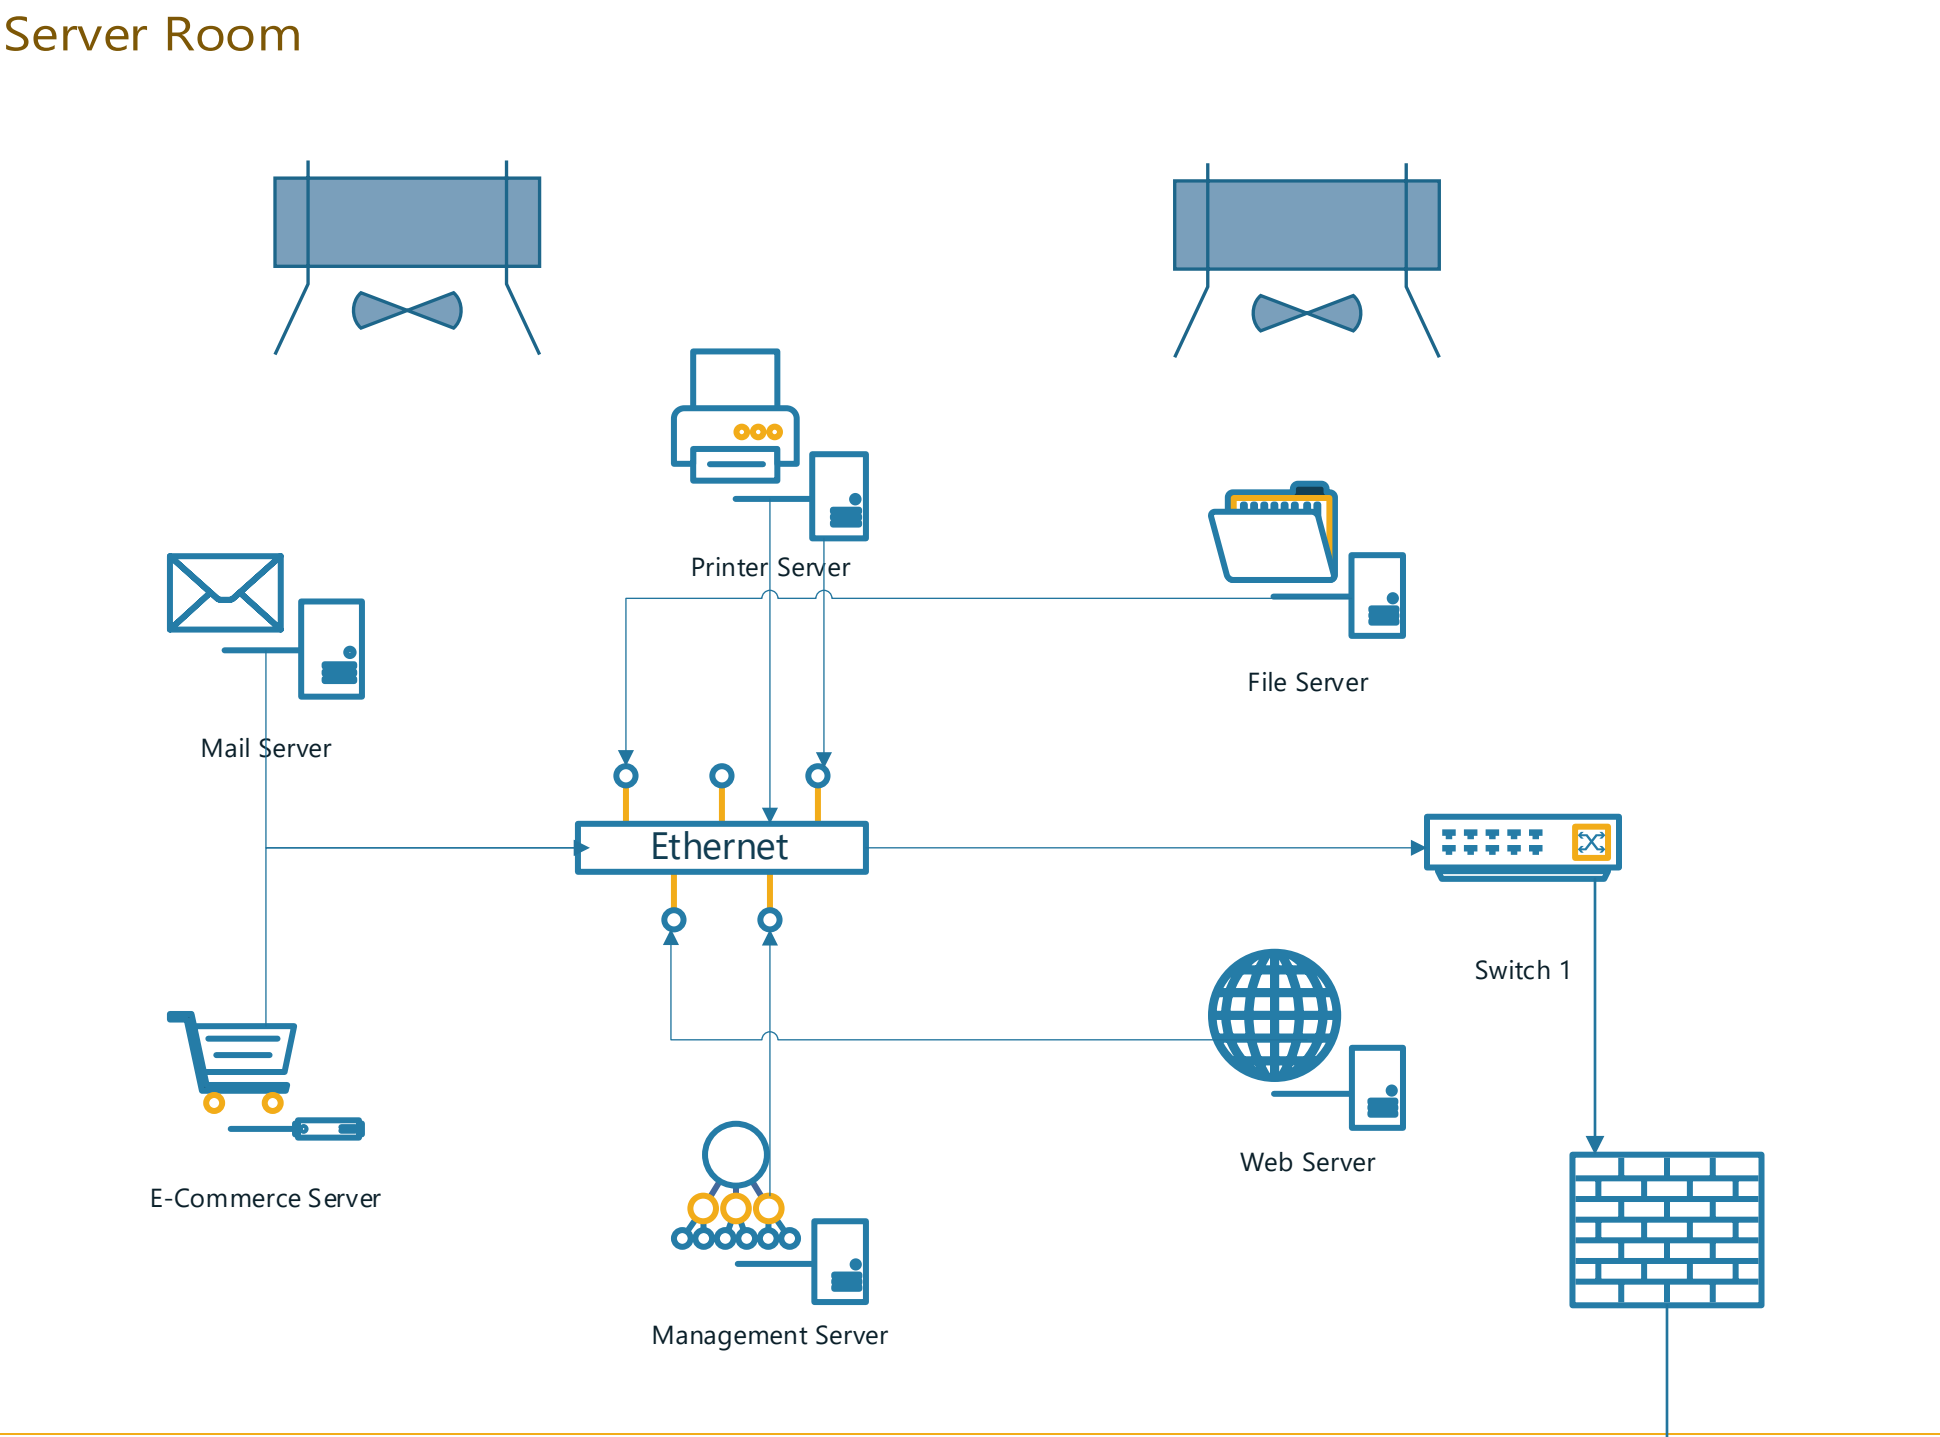 Server Room
Printer Server
File Server
Mail Server
Ethernet
Switch 1
Web Server
E-Commerce Server
Management Server